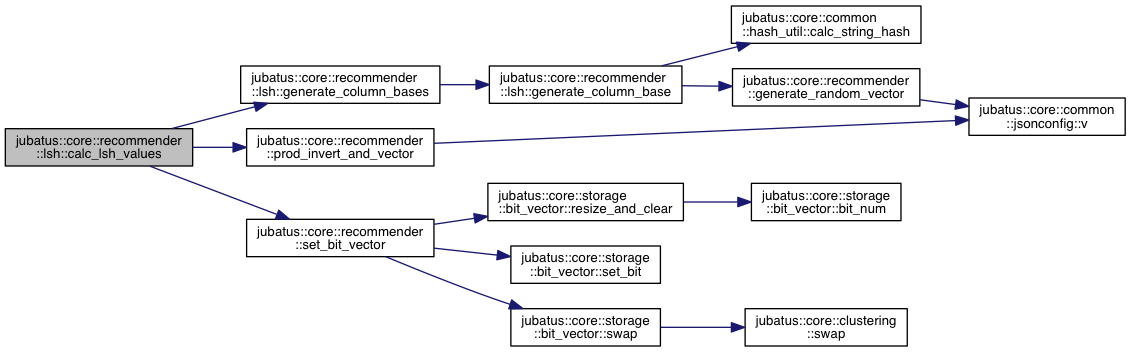 jubatus::core::recommender
::lsh::calc_lsh_values
jubatus::core::recommender
::lsh::generate_column_bases
jubatus::core::recommender
::lsh::generate_column_base
jubatus::core::common
::hash_util::calc_string_hash
jubatus::core::recommender
::generate_random_vector
jubatus::core::common
::jsonconfig::v
jubatus::core::recommender
::prod_invert_and_vector
jubatus::core::recommender
::set_bit_vector
jubatus::core::storage
::bit_vector::resize_and_clear
jubatus::core::storage
::bit_vector::bit_num
jubatus::core::storage
::bit_vector::set_bit
jubatus::core::storage
::bit_vector::swap
jubatus::core::clustering
::swap